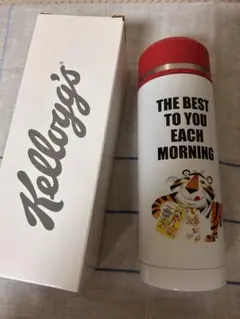 Kellogg's
THE BEST
TO YOU
EACH
MORNING